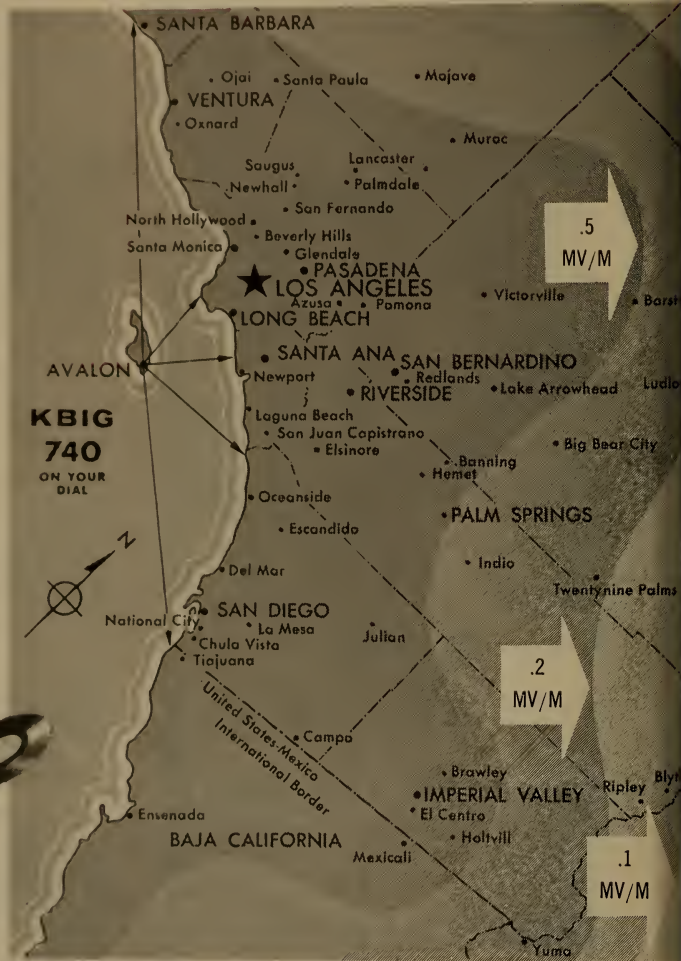 SANTA BARBARA
Ojai
Santa Paula
Mojave
VENTURA
Oxnard
Muroc
Saugus
Lancaster
Newhall
Palmdale
San Fernando
North Hollywood
Beverly Hills
Santa Monica
Glendale
PASADENA
LOS ANGELES
Azusa
Pomona
Victorville
.5
MV/M
LONG BEACH
SANTA ANA
SAN BERNARDINO
AVALON
Newport
Redlands
RIVERSIDE
Lake Arrowhead
KBIG
740
ON YOUR
DIAL
Laguna Beach
San Juan Capistrano
Elsinore
Big Bear City
Banning
Hemet
Oceanside
PALM SPRINGS
Escondido
Indio
N
Del Mar
Twentynine Palms
National City
SAN DIEGO
La Mesa
Julian
Chula Vista
Tiajuana
.2
MV/M
United States-Mexico
International Border
Campo
Brawley
IMPERIAL VALLEY
Ripley
El Centro
Ensenada
BAJA CALIFORNIA
Holtvill
Mexicali
.1
MV/M
Yuma